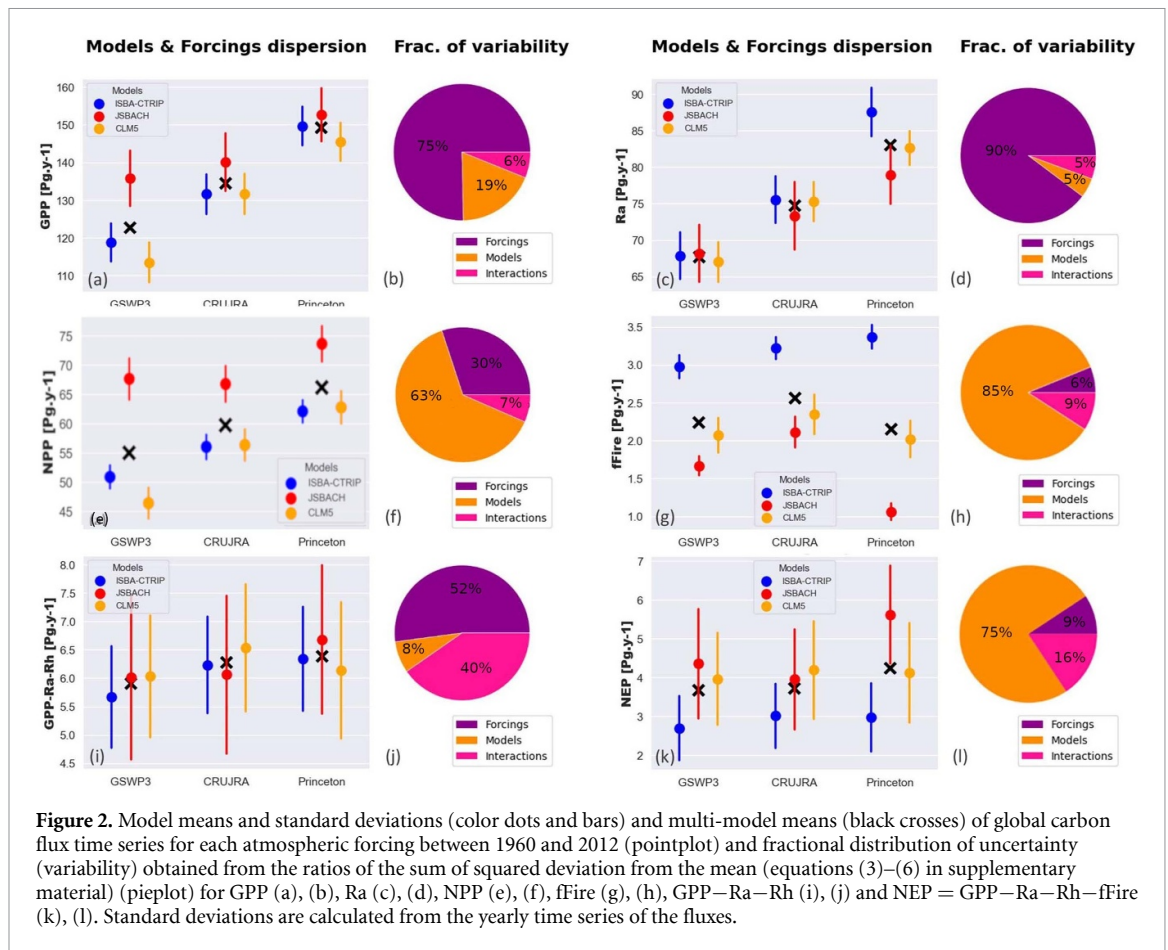 Models & Forcings dispersion
Frac. of variability
Models & Forcings dispersion
Frac. of variability
GPP [Pg.y-1]
160
150
140
130
120
110
Models
ISBA-CTRIP
JSBACH
CLM5
(a)
GSWP3
CRUJRA
Princeton
75%
6%
19%
Forcings
Models
Interactions
(b)
Ra [Pg.y-1]
90
85
80
75
70
65
Models
ISBA-CTRIP
JSBACH
CLM5
(c)
GSWP3
CRUJRA
Princeton
90%
5%
5%
Forcings
Models
Interactions
(d)
NPP [Pg.y-1]
75
70
65
60
55
50
45
Models
ISBA-CTRIP
JSBACH
CLM5
(e)
GSWP3
CRUJRA
Princeton
30%
63%
7%
Forcings
Models
Interactions
(f)
fFire [Pg.y-1]
3.5
3.0
2.5
2.0
1.5
1.0
Models
ISBA-CTRIP
JSBACH
CLM5
(g)
GSWP3
CRUJRA
Princeton
85%
6%
9%
Forcings
Models
Interactions
(h)
GPP-Ra-Rh [Pg.y-1]
8.0
7.5
7.0
6.5
6.0
5.5
5.0
4.5
Models
ISBA-CTRIP
JSBACH
CLM5
(i)
GSWP3
CRUJRA
Princeton
52%
8%
40%
Forcings
Models
Interactions
(j)
NEP [Pg.y-1]
7
6
5
4
3
2
Models
ISBA-CTRIP
JSBACH
CLM5
(k)
GSWP3
CRUJRA
Princeton
75%
9%
16%
Forcings
Models
Interactions
(l)
Figure 2. Model means and standard deviations (color dots and bars) and multi-model means (black crosses) of global carbon
flux time series for each atmospheric forcing between 1960 and 2012 (pointplot) and fractional distribution of uncertainty
(variability) obtained from the ratios of the sum of squared deviation from the mean (equations (3)–(6) in supplementary
material) (pieplot) for GPP (a), (b), Ra (c), (d), NPP (e), (f), fFire (g), (h), GPP−Ra−Rh (i), (j) and NEP = GPP−Ra−Rh−fFire
(k), (l). Standard deviations are calculated from the yearly time series of the fluxes.